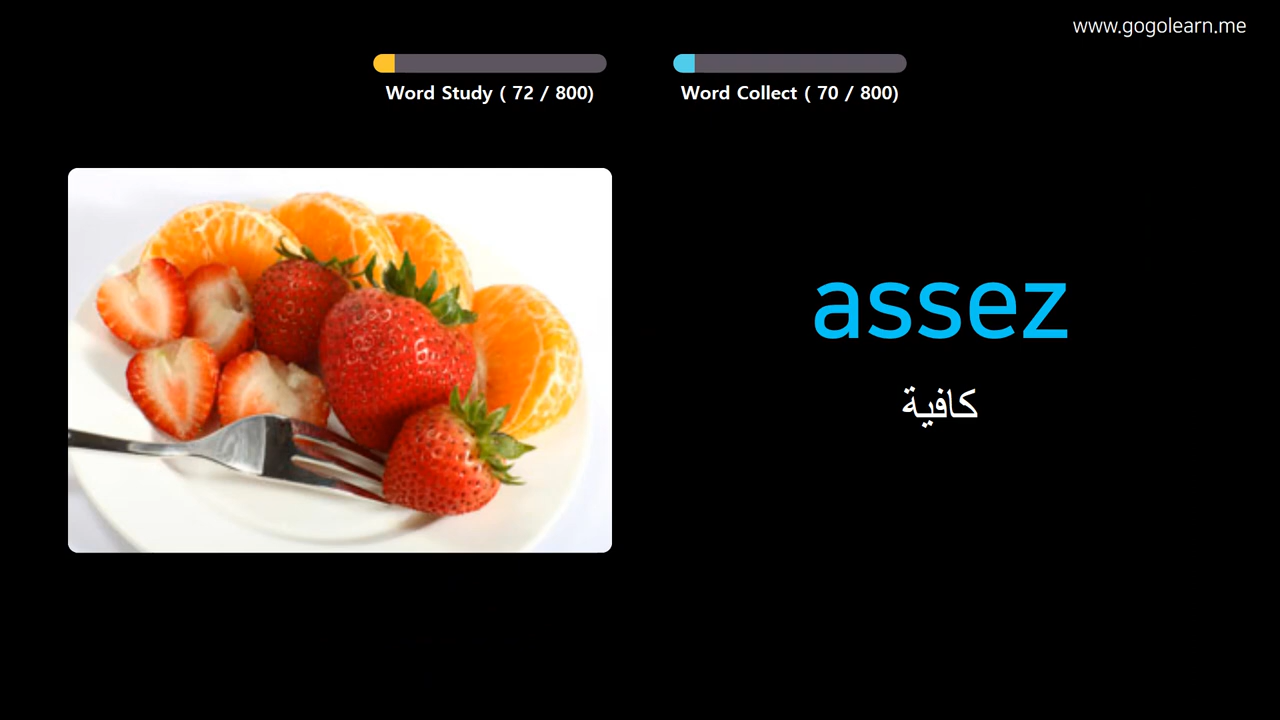 www.gogolearn.me
Word Study ( 72 / 800)
Word Collect ( 70 / 800)
assez
كافية